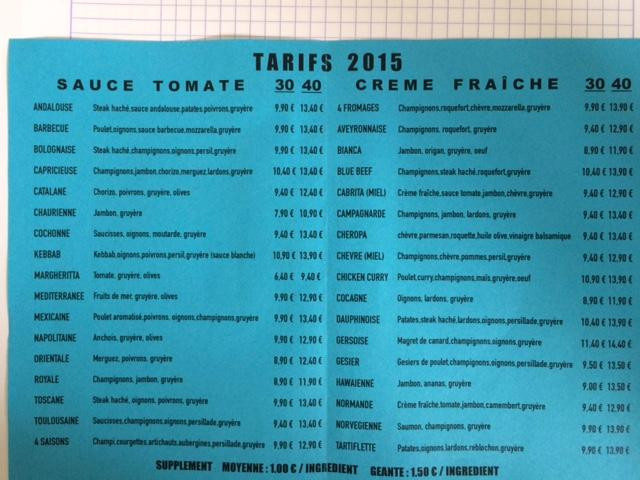 TARIFS 2015
SAUCE TOMATE 30 40
ANDALOUSE Steak haché,sauce andalouse,patates,poivrons,gruyère 9,90 € 13,40 €
BARBECUE Poulet,oignons,sauce barbecue,mozzarella,gruyère 9,90 € 13,40 €
BOLOGNAISE Steak haché,champignons,oignons,persil,gruyère 9,90 € 13,40 €
CAPRICIEUSE Champignons,jambon,chorizo,merguez,lardons,gruyère 10,40 € 13,40 €
CATALANE Chorizo, poivrons, gruyère, olives 9,40 € 12,40 €
CHAURIENNE Jambon, gruyère 7,90 € 10,90 €
COCHONNE Saucisses, oignons, moutarde, gruyère 9,40 € 13,40 €
KEBBAB Kebbab,oignons,poivrons,persil,gruyère (sauce blanche) 10,90 € 13,90 €
MARGHERITTA Tomate, gruyère, olives 6,40 € 9,40 €
MEDITERRANEE Fruits de mer, gruyère, olives 9,90 € 12,90 €
MEXICAINE Poulet aromatisé,poivrons, oignons,champignons,gruyère 9,90 € 13,40 €
NAPOLITAINE Anchois, gruyère, olives 9,90 € 12,90 €
ORIENTALE Merguez, poivrons, gruyère 8,90 € 12,40 €
ROYALE Champignons, jambon, gruyère 8,90 € 11,90 €
TOSCANE Steak haché, oignons, poivrons, gruyère 9,90 € 13,40 €
TOULOUSAINE Saucisses,champignons,oignons,persillade,gruyère 9,40 € 13,40 €
4 SAISONS Champi,courgettes,artichauts,aubergines,persillade,gruyère 9,90 € 12,90 €
CREME FRAÎCHE 30 40
4 FROMAGES Champignons,roquefort,chèvre,mozzarella,gruyère 9,90 € 13,90 €
AVEYRONNAISE Champignons, roquefort, gruyère 9,40 € 12,90 €
BIANCA Jambon, origan, gruyère, oeuf 8,90 € 11,90 €
BLUE BEEF Champignons,steak haché,roquefort,gruyère 10,40 € 13,90 €
CABRITA (MIEL) Crème fraîche,sauce tomate,jambon,chèvre,gruyère 9,40 € 12,90 €
CAMPAGNARDE Champignons, jambon, lardons, gruyère 9,40 € 13,40 €
CHEROPA chèvre,parmesan,roquette,huile olive,vinaigre balsamique 9,40 € 13,40 €
CHEVRE (MIEL) Champignons,chèvre,pommes,persil,gruyère 9,40 € 12,90 €
CHICKEN CURRY Poulet,curry,champignons,maïs,gruyère,oeuf 10,90 € 13,90 €
COCAGNE Oignons, lardons, gruyère 8,90 € 11,90 €
DAUPHINOISE Patates,steak haché,lardons,oignons,persillade,gruyère 10,40 € 13,90 €
GERSOISE Magret de canard,champignons,oignons,gruyère 11,40 € 14,40 €
GESIER Gesiers de poulet,champignons,oignons,persillade,gruyère 9,50 € 13,50 €
HAWAIENNE Jambon, ananas, gruyère 9,00 € 13,50 €
NORMANDE Crème fraîche,tomate,jambon,camembert,gruyère 9,40 € 12,90 €
NORVEGIENNE Saumon, champignons, gruyère 9,90 € 13,90 €
TARTIFLETTE Patates,oignons,lardons,reblochon,gruyère 9,90 € 13,90 €
SUPPLEMENT MOYENNE : 1.00 € / INGREDIENT GEANTE : 1.50 € / INGREDIENT